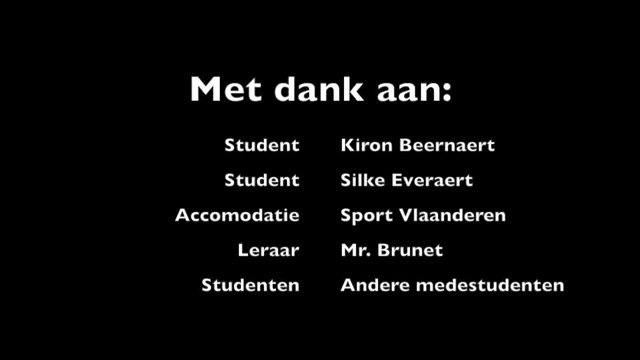 Met dank aan:
Student Kiron Beernaert
Student Silke Everaert
Accomodatie Sport Vlaanderen
Leraar Mr. Brunet
Studenten Andere medestudenten